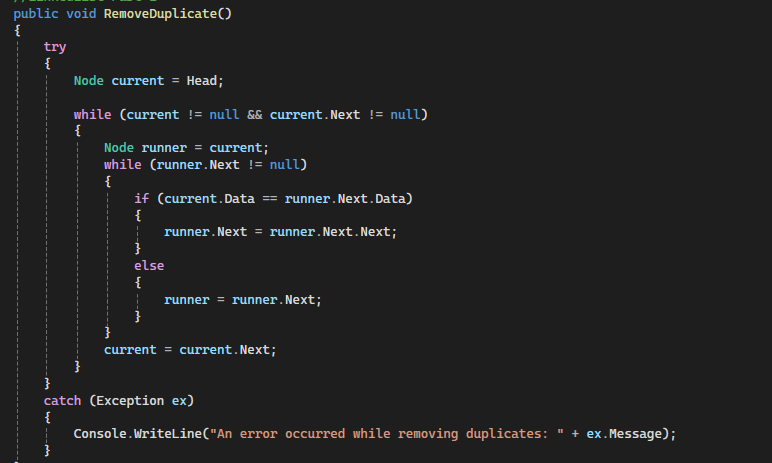 public void RemoveDuplicate()
{
try
{
Node current = Head;
while (current != null && current.Next != null)
{
Node runner = current;
while (runner.Next != null)
{
if (current.Data == runner.Next.Data)
{
runner.Next = runner.Next.Next;
}
else
{
runner = runner.Next;
}
}
current = current.Next;
}
}
catch (Exception ex)
{
Console.WriteLine("An error occurred while removing duplicates: " + ex.Message);
}